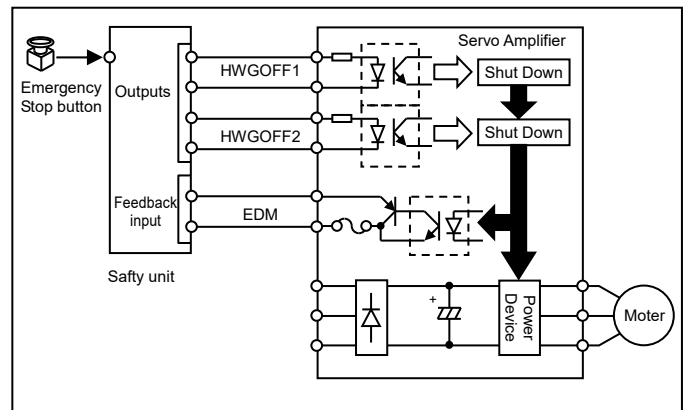 Servo Amplifier
Emergency
Stop button
Outputs
HWGOFF1
Shut Down
HWGOFF2
Shut Down
Feedback
input
EDM
Safty unit
+
Power
Device
Moter